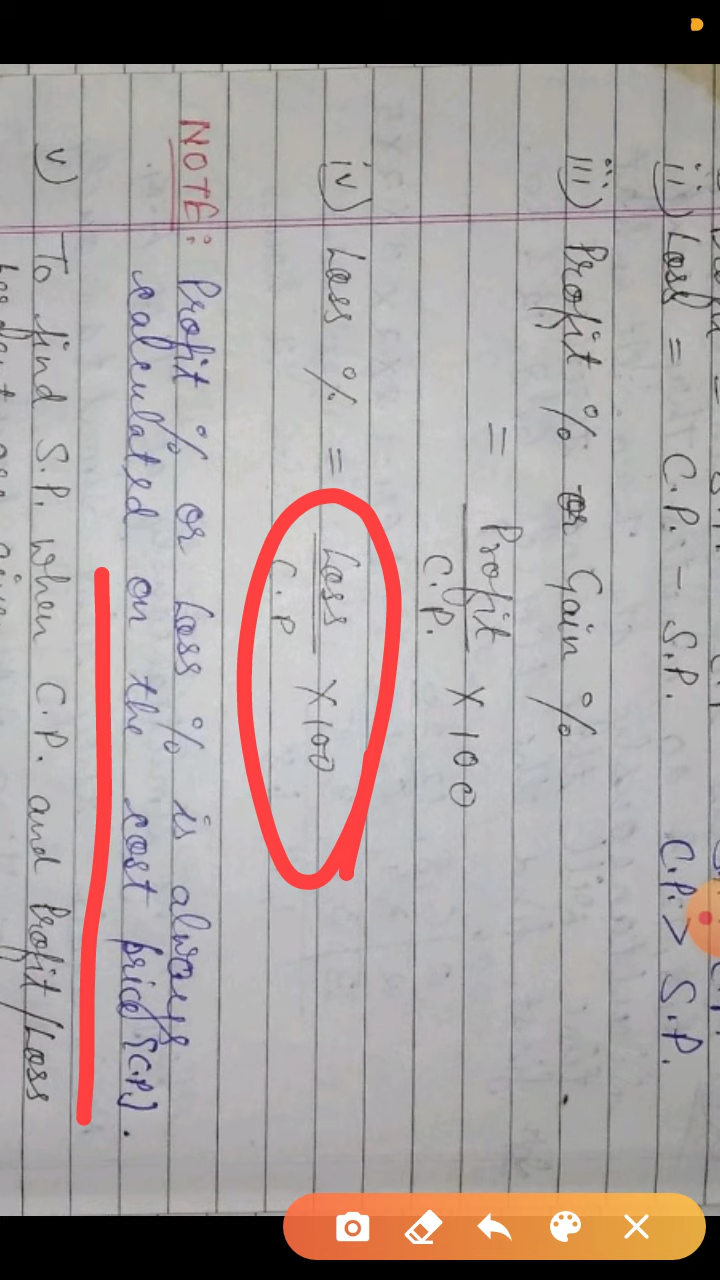 ii) Loss = C.P. - S.P. C.P. > S.P.
iii) Profit % or Gain %
= Profit / C.P. × 100
iv) Loss % = Loss / C.P × 100
NOTE: Profit % or Loss % is always
calculated on the cost price [C.P.].
v) To find S.P. when C.P. and Profit/Loss